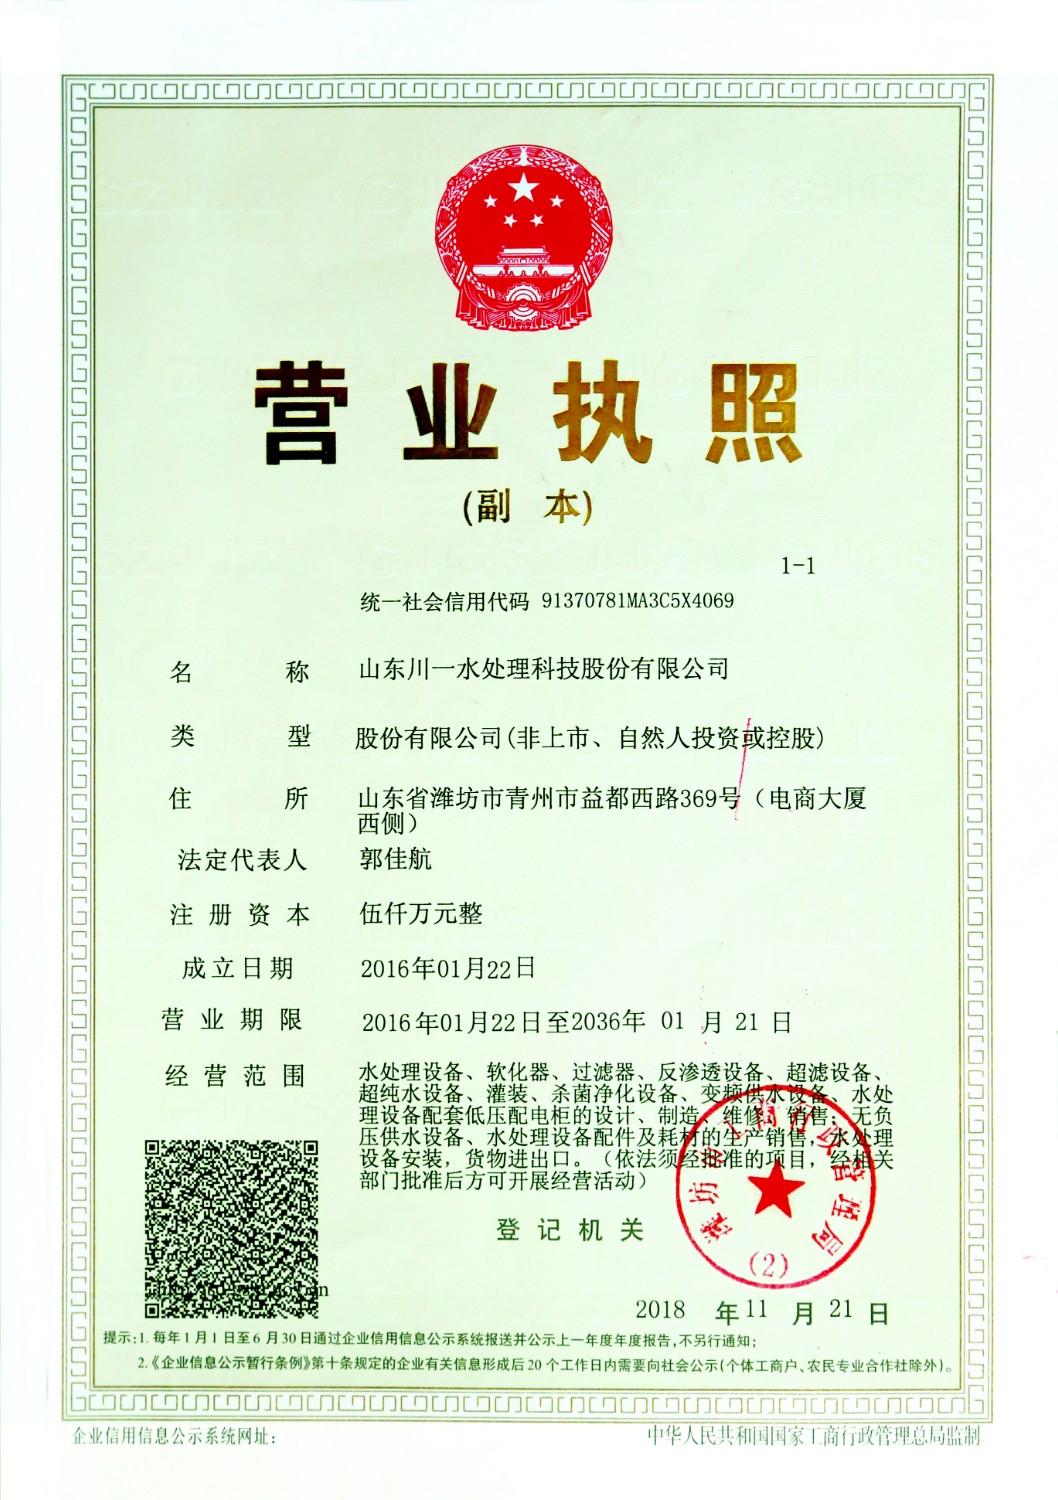 营业执照
(副 本)
1-1
统一社会信用代码 91370781MA3C5X4069
名 称 山东川一水处理科技股份有限公司
类 型 股份有限公司(非上市、自然人投资或控股)
住 所 山东省潍坊市青州市益都西路369号（电商大厦
西侧）
法定代表人 郭佳航
注册资本 伍仟万元整
成立日期 2016年01月22日
营业期限 2016年01月22日至2036年 01 月 21 日
经营范围 水处理设备、软化器、过滤器、反渗透设备、超滤设备、
超纯水设备、灌装、杀菌净化设备、变频供水设备、水处
理设备配套低压配电柜的设计、制造、维修、销售；无负
压供水设备、水处理设备配件及耗材的生产销售，水处理
设备安装，货物进出口。（依法须经批准的项目，经相关
部门批准后方可开展经营活动）
登记机关
潍坊市工商行政管理局
(2)
2018 年 11 月 21 日
提示:1.每年1月1日至6月30日通过企业信用信息公示系统报送并公示上一年度年度报告,不另行通知;
2.《企业信息公示暂行条例》第十条规定的企业有关信息形成后20个工作日内需要向社会公示(个体工商户、农民专业合作社除外)。
企业信用信息公示系统网址:
中华人民共和国国家工商行政管理总局监制